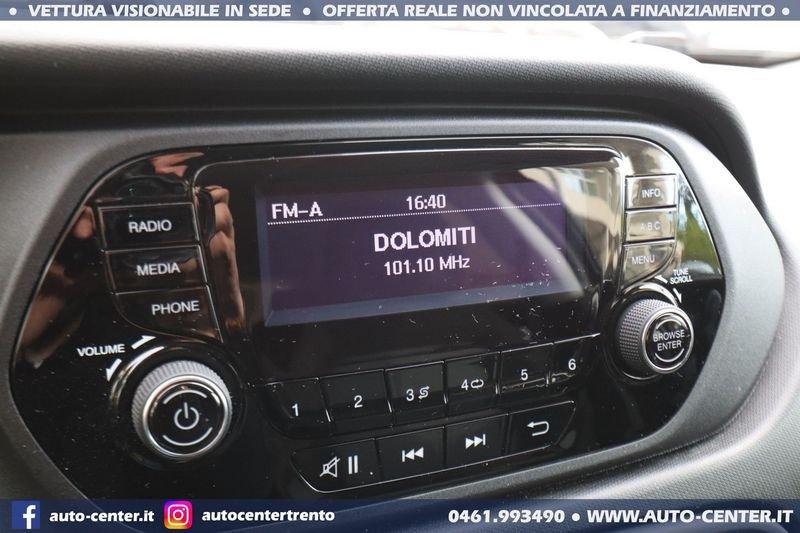 • VETTURA VISIONABILE IN SEDE • OFFERTA REALE NON VINCOLATA A FINANZIAMENTO •
FM-A 16:40
DOLOMITI
101.10 MHz
RADIO
MEDIA
PHONE
VOLUME
INFO
ABC
MENU
TUNE
SCROLL
BROWSE
ENTER
1 2 3 4 5 6
auto-center.it autocentertrento 0461.993490 • WWW.AUTO-CENTER.IT